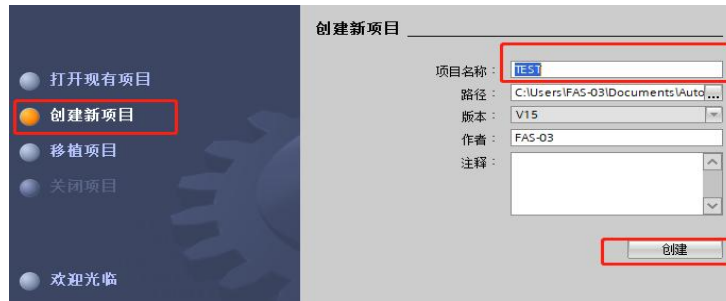 打开现有项目
创建新项目
移植项目
关闭项目
欢迎光临
创建新项目
项目名称： TEST
路径： C:\Users\FAS-03\Documents\Auto ...
版本： V15
作者： FAS-03
注释：
创建